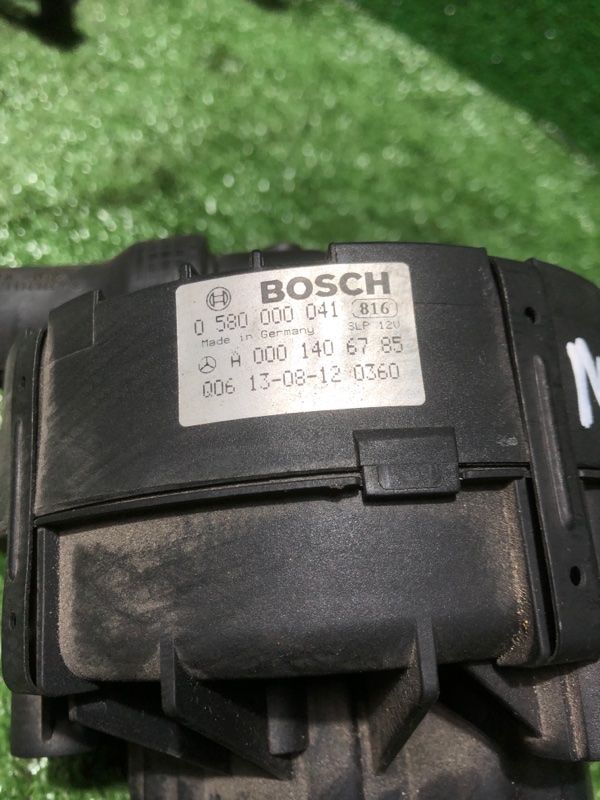 BOSCH
0 580 000 041 816
Made in Germany SLP 12V
A 000 140 67 85
Q06 13-08-12 0360
N